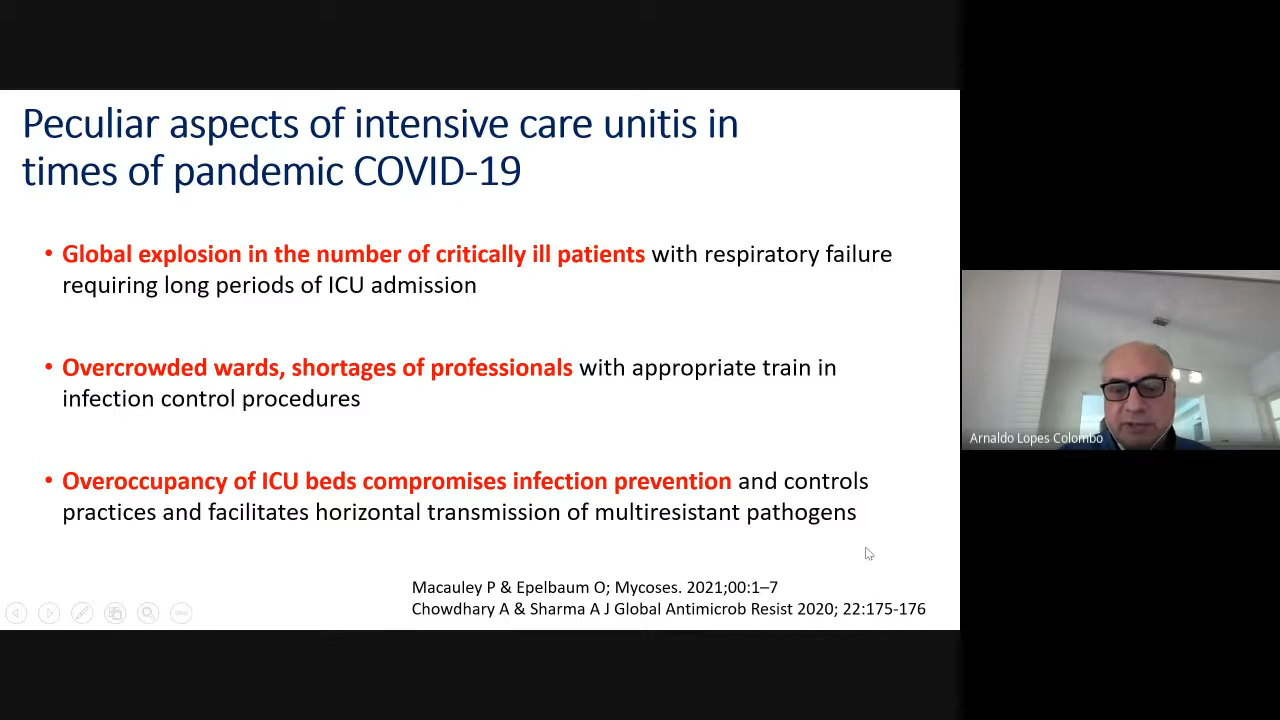 Peculiar aspects of intensive care unitis in
times of pandemic COVID-19
• Global explosion in the number of critically ill patients with respiratory failure
requiring long periods of ICU admission
• Overcrowded wards, shortages of professionals with appropriate train in
infection control procedures
• Overoccupancy of ICU beds compromises infection prevention and controls
practices and facilitates horizontal transmission of multiresistant pathogens
Macauley P & Epelbaum O; Mycoses. 2021;00:1–7
Chowdhary A & Sharma A J Global Antimicrob Resist 2020; 22:175-176
Arnaldo Lopes Colombo